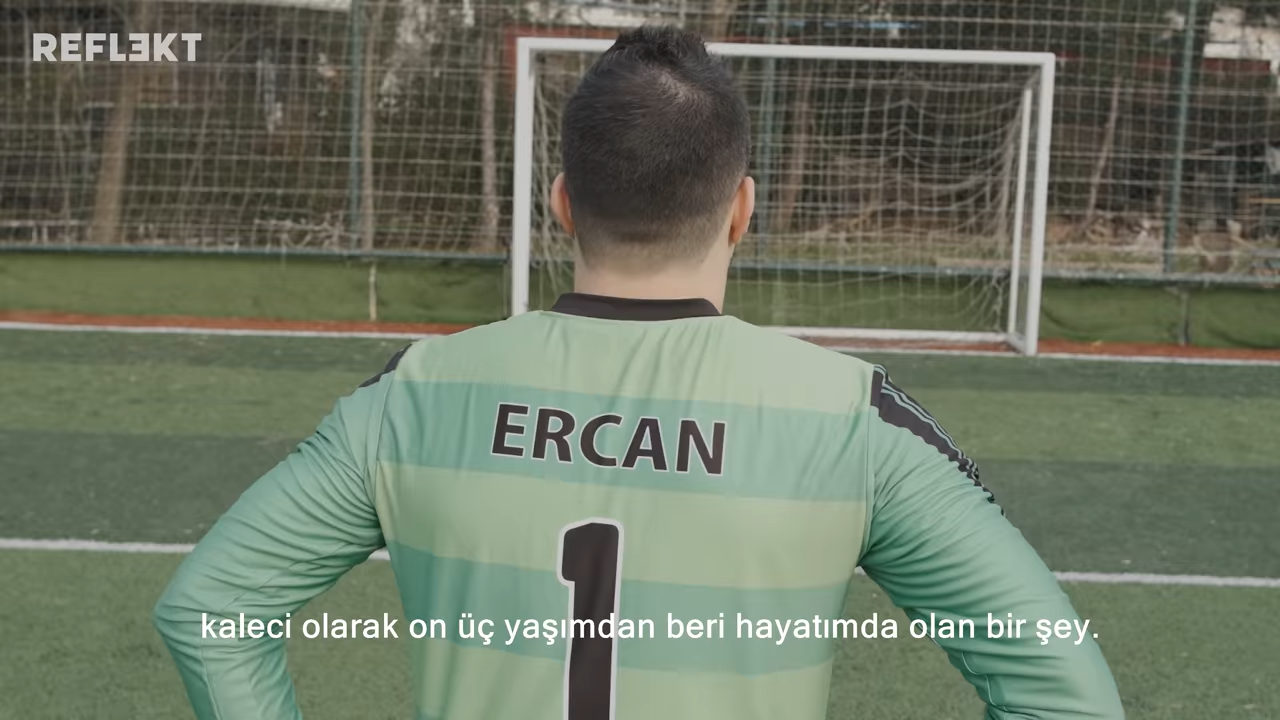 REFLEKT
ERCAN
1
kaleci olarak on üç yaşımdan beri hayatımda olan bir şey.